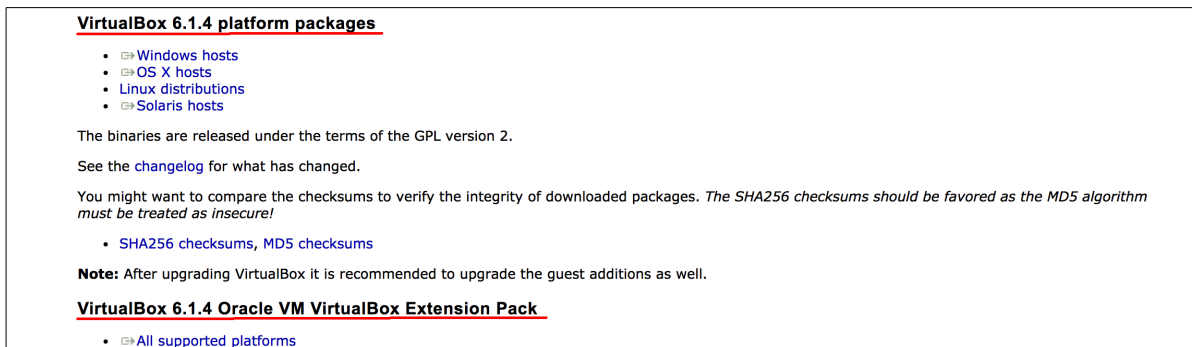 VirtualBox 6.1.4 platform packages
Windows hosts
OS X hosts
Linux distributions
Solaris hosts
The binaries are released under the terms of the GPL version 2.
See the changelog for what has changed.
You might want to compare the checksums to verify the integrity of downloaded packages. The SHA256 checksums should be favored as the MD5 algorithm
must be treated as insecure!
SHA256 checksums, MD5 checksums
Note: After upgrading VirtualBox it is recommended to upgrade the guest additions as well.
VirtualBox 6.1.4 Oracle VM VirtualBox Extension Pack
All supported platforms